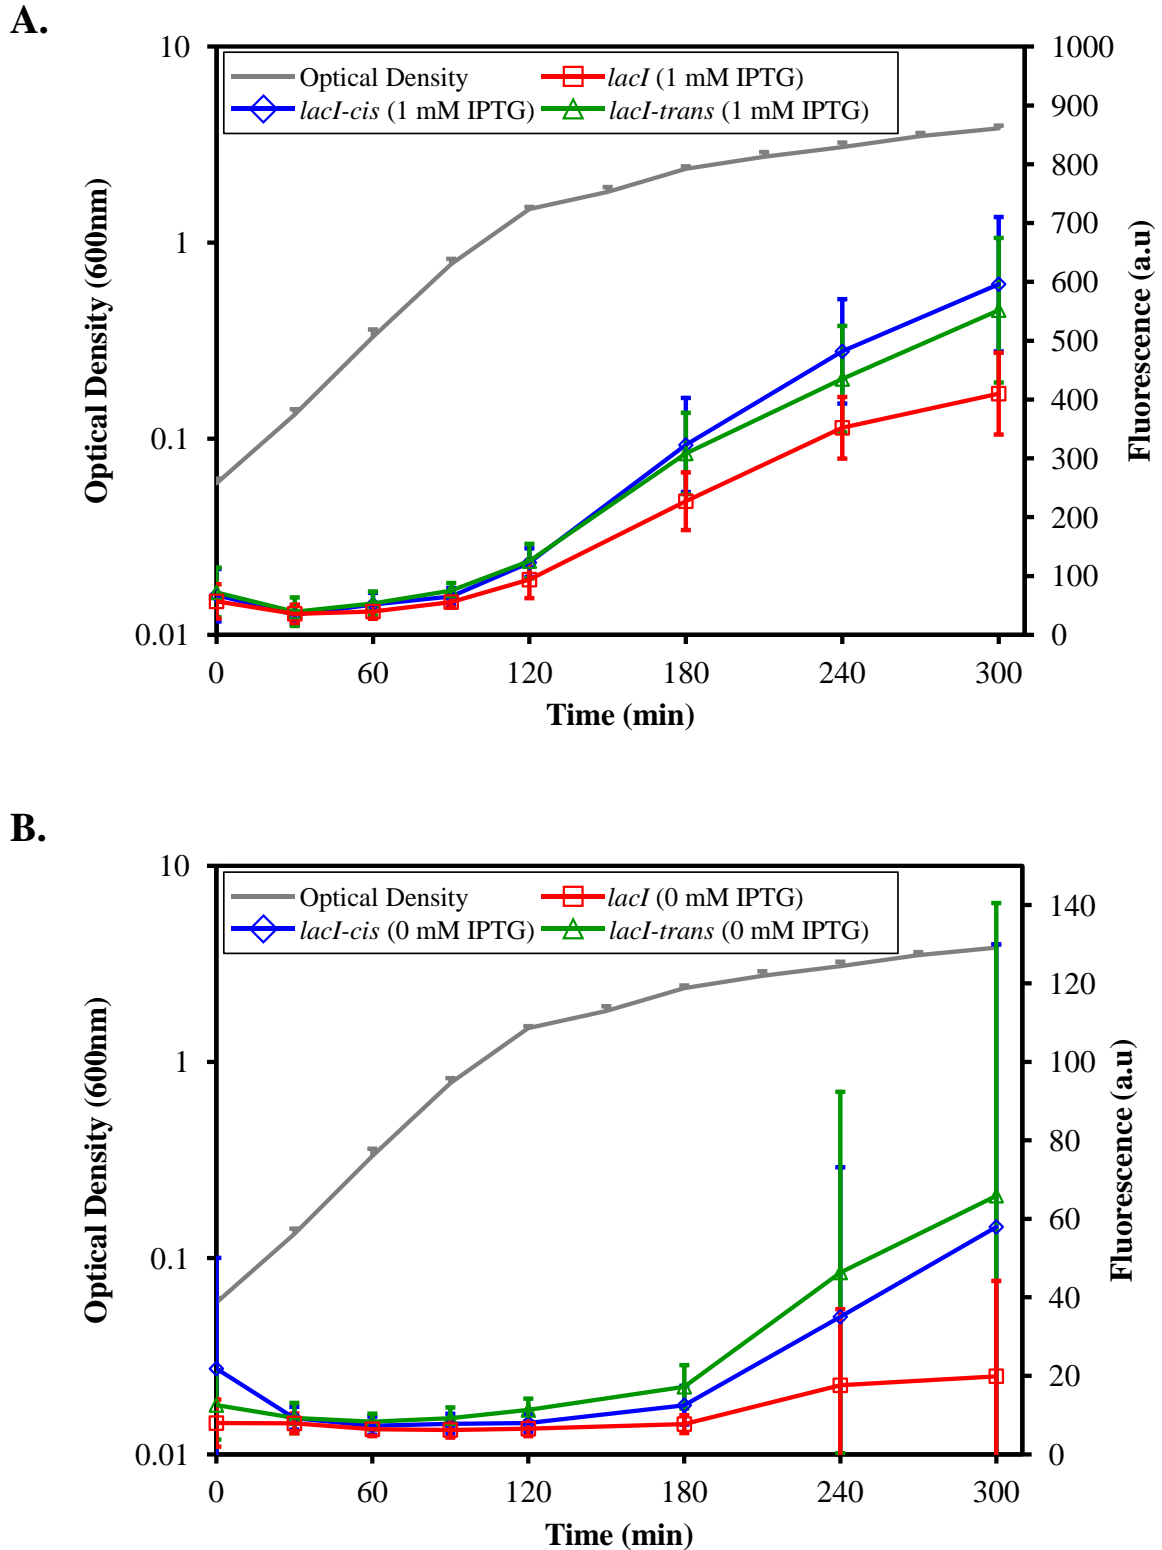 A.
Optical Density
lacI (1 mM IPTG)
lacI-cis (1 mM IPTG)
lacI-trans (1 mM IPTG)
Optical Density (600nm)
10
1
0.1
0.01
1000
900
800
700
600
500
400
300
200
100
0
Fluorescence (a.u)
0 60 120 180 240 300
Time (min)
B.
Optical Density
lacI (0 mM IPTG)
lacI-cis (0 mM IPTG)
lacI-trans (0 mM IPTG)
Optical Density (600nm)
10
1
0.1
0.01
140
120
100
80
60
40
20
0
Fluorescence (a.u)
0 60 120 180 240 300
Time (min)